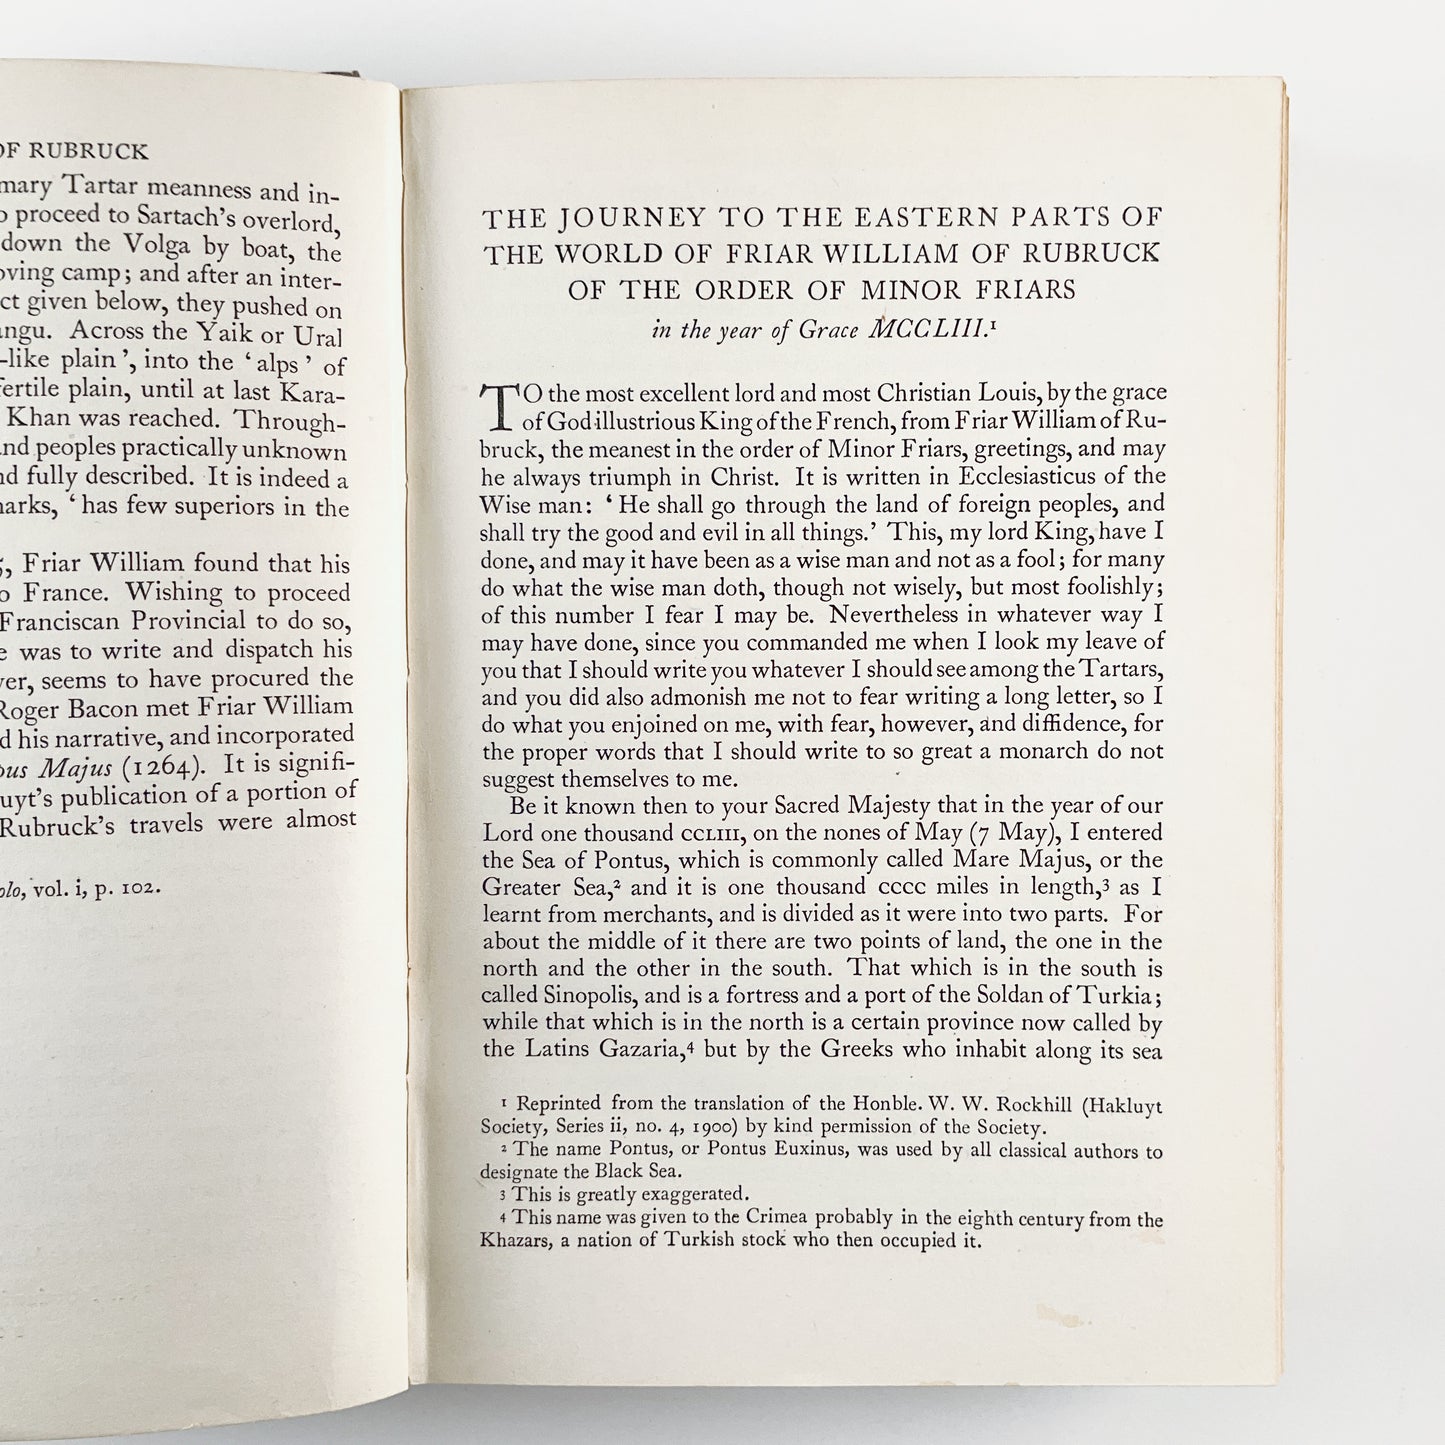 OF RUBRUCK
mary Tartar meanness and in-
proceed to Sartach's overlord,
down the Volga by boat, the
oving camp; and after an inter-
ct given below, they pushed on
angu. Across the Yaik or Ural
-like plain', into the 'alps' of
fertile plain, until at last Kara-
Khan was reached. Through-
and peoples practically unknown
nd fully described. It is indeed a
marks, 'has few superiors in the
5, Friar William found that his
o France. Wishing to proceed
Franciscan Provincial to do so,
e was to write and dispatch his
ver, seems to have procured the
Roger Bacon met Friar William
d his narrative, and incorporated
pus Majus (1264). It is signifi-
uyt's publication of a portion of
Rubruck's travels were almost
olo, vol. i, p. 102.
THE JOURNEY TO THE EASTERN PARTS OF
THE WORLD OF FRIAR WILLIAM OF RUBRUCK
OF THE ORDER OF MINOR FRIARS
in the year of Grace MCCLIII.¹
TO the most excellent lord and most Christian Louis, by the grace
of God illustrious King of the French, from Friar William of Ru-
bruck, the meanest in the order of Minor Friars, greetings, and may
he always triumph in Christ. It is written in Ecclesiasticus of the
Wise man: 'He shall go through the land of foreign peoples, and
shall try the good and evil in all things.' This, my lord King, have I
done, and may it have been as a wise man and not as a fool; for many
do what the wise man doth, though not wisely, but most foolishly;
of this number I fear I may be. Nevertheless in whatever way I
may have done, since you commanded me when I look my leave of
you that I should write you whatever I should see among the Tartars,
and you did also admonish me not to fear writing a long letter, so I
do what you enjoined on me, with fear, however, and diffidence, for
the proper words that I should write to so great a monarch do not
suggest themselves to me.
Be it known then to your Sacred Majesty that in the year of our
Lord one thousand CCLIII, on the nones of May (7 May), I entered
the Sea of Pontus, which is commonly called Mare Majus, or the
Greater Sea,² and it is one thousand cccc miles in length,³ as I
learnt from merchants, and is divided as it were into two parts. For
about the middle of it there are two points of land, the one in the
north and the other in the south. That which is in the south is
called Sinopolis, and is a fortress and a port of the Soldan of Turkia;
while that which is in the north is a certain province now called by
the Latins Gazaria,⁴ but by the Greeks who inhabit along its sea
¹ Reprinted from the translation of the Honble. W. W. Rockhill (Hakluyt
Society, Series ii, no. 4, 1900) by kind permission of the Society.
² The name Pontus, or Pontus Euxinus, was used by all classical authors to
designate the Black Sea.
³ This is greatly exaggerated.
⁴ This name was given to the Crimea probably in the eighth century from the
Khazars, a nation of Turkish stock who then occupied it.